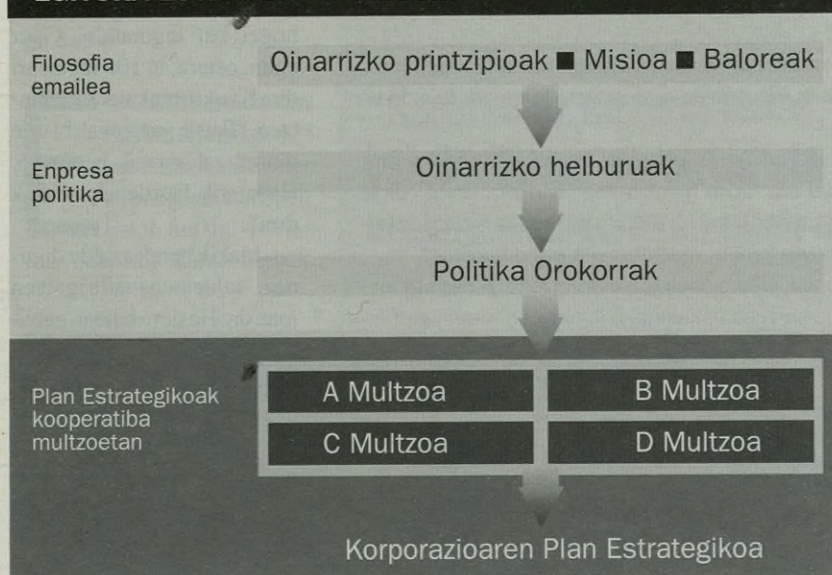 Filosofia
emailea
Oinarrizko printzipioak ■ Misioa ■ Baloreak
Enpresa
politika
Oinarrizko helburuak
Politika Orokorrak
Plan Estrategikoak
kooperatiba
multzoetan
A Multzoa
B Multzoa
C Multzoa
D Multzoa
Korporazioaren Plan Estrategikoa